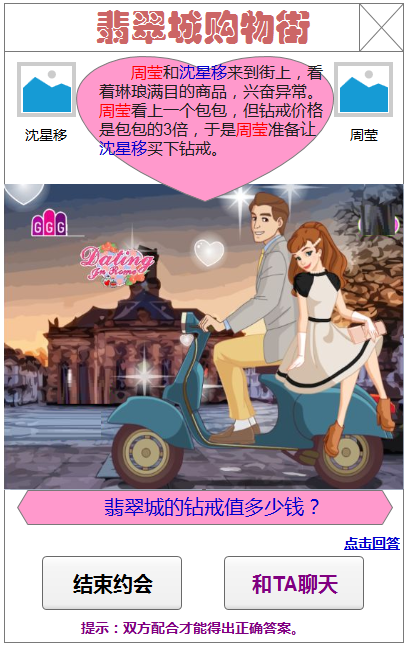 翡翠城购物街
周莹和沈星移来到街上，看
着琳琅满目的商品，兴奋异常。
周莹看上一个包包，但钻戒价格
是包包的3倍，于是周莹准备让
沈星移买下钻戒。
沈星移
周莹
GGG
Dating
In Rome
翡翠城的钻戒值多少钱？
点击回答
结束约会
和TA聊天
提示：双方配合才能得出正确答案。